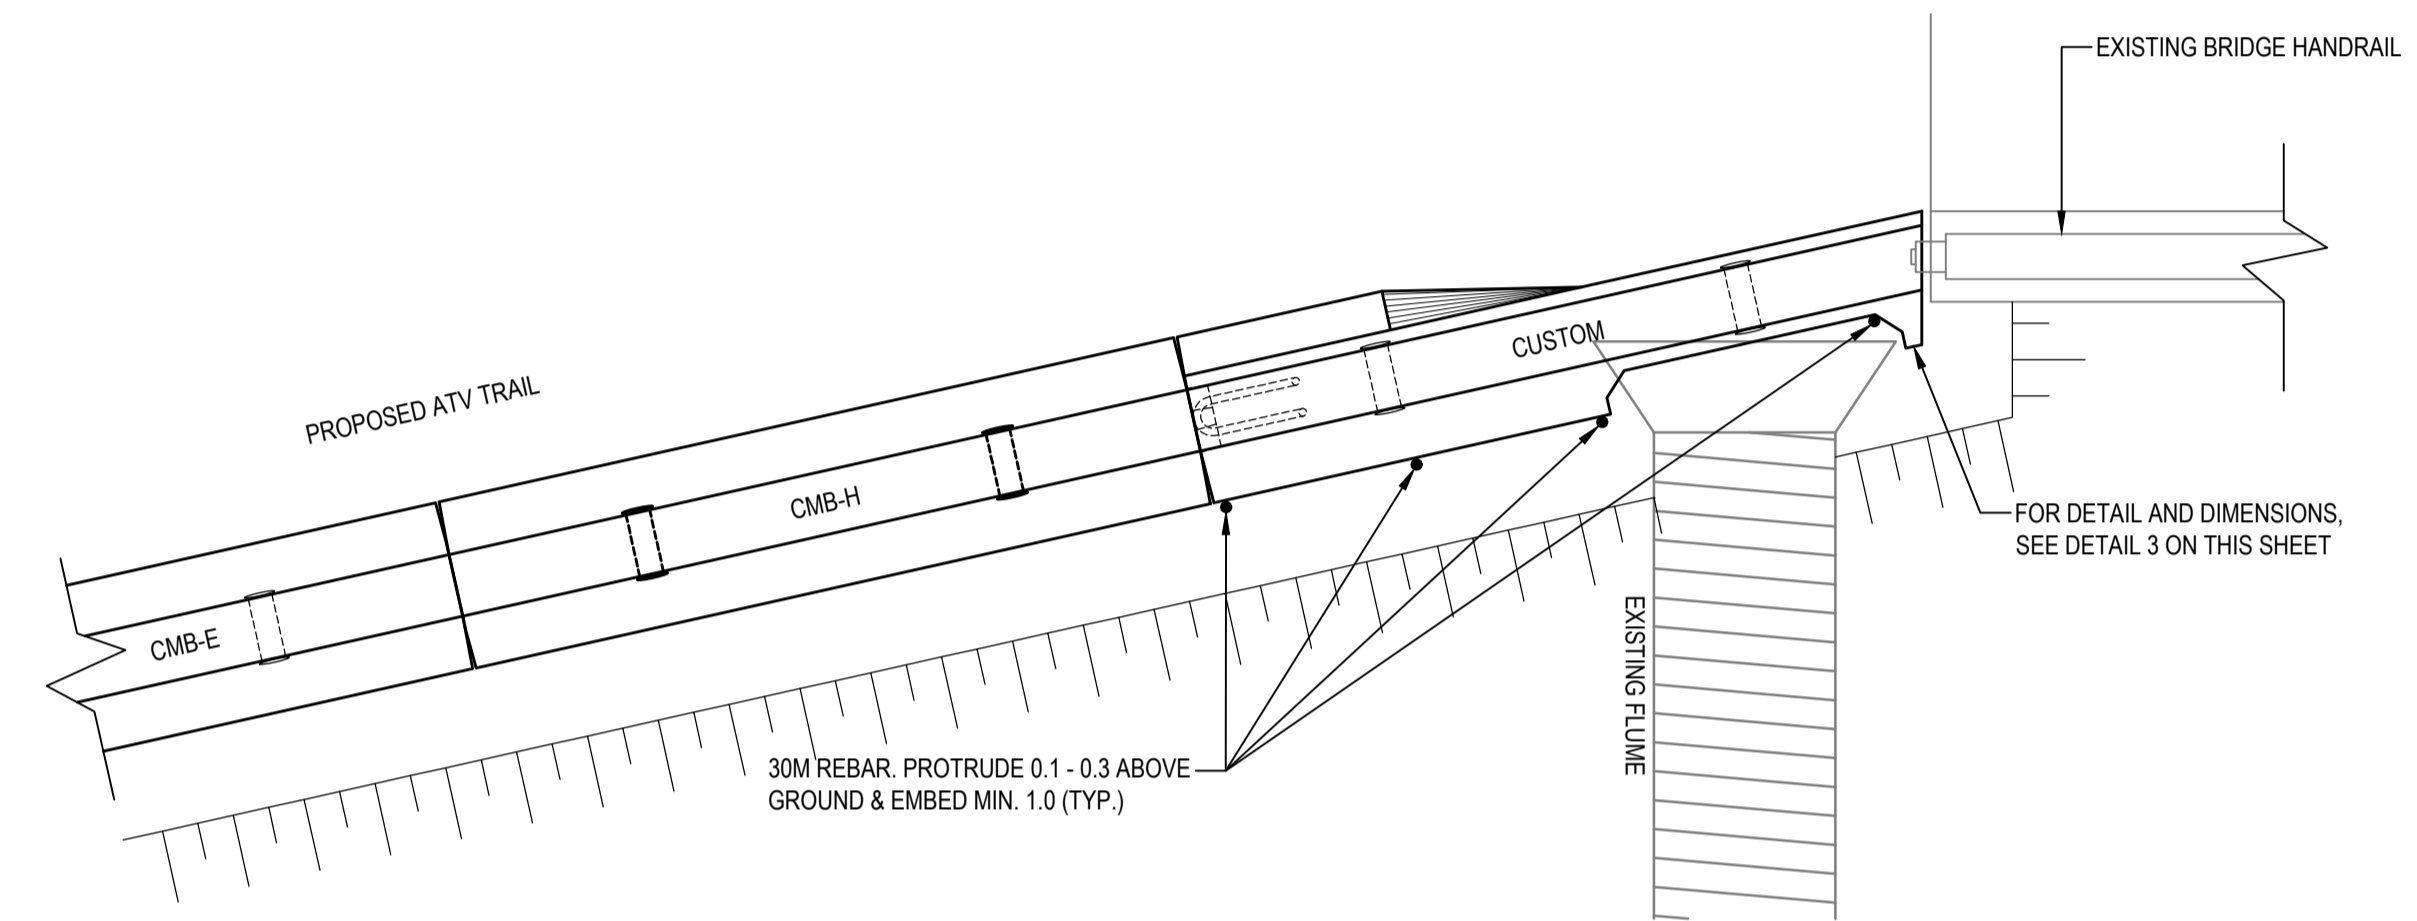 EXISTING BRIDGE HANDRAIL
PROPOSED ATV TRAIL
CUSTOM
CMB-H
CMB-E
FOR DETAIL AND DIMENSIONS,
SEE DETAIL 3 ON THIS SHEET
EXISTING FLUME
30M REBAR. PROTRUDE 0.1 - 0.3 ABOVE
GROUND & EMBED MIN. 1.0 (TYP.)